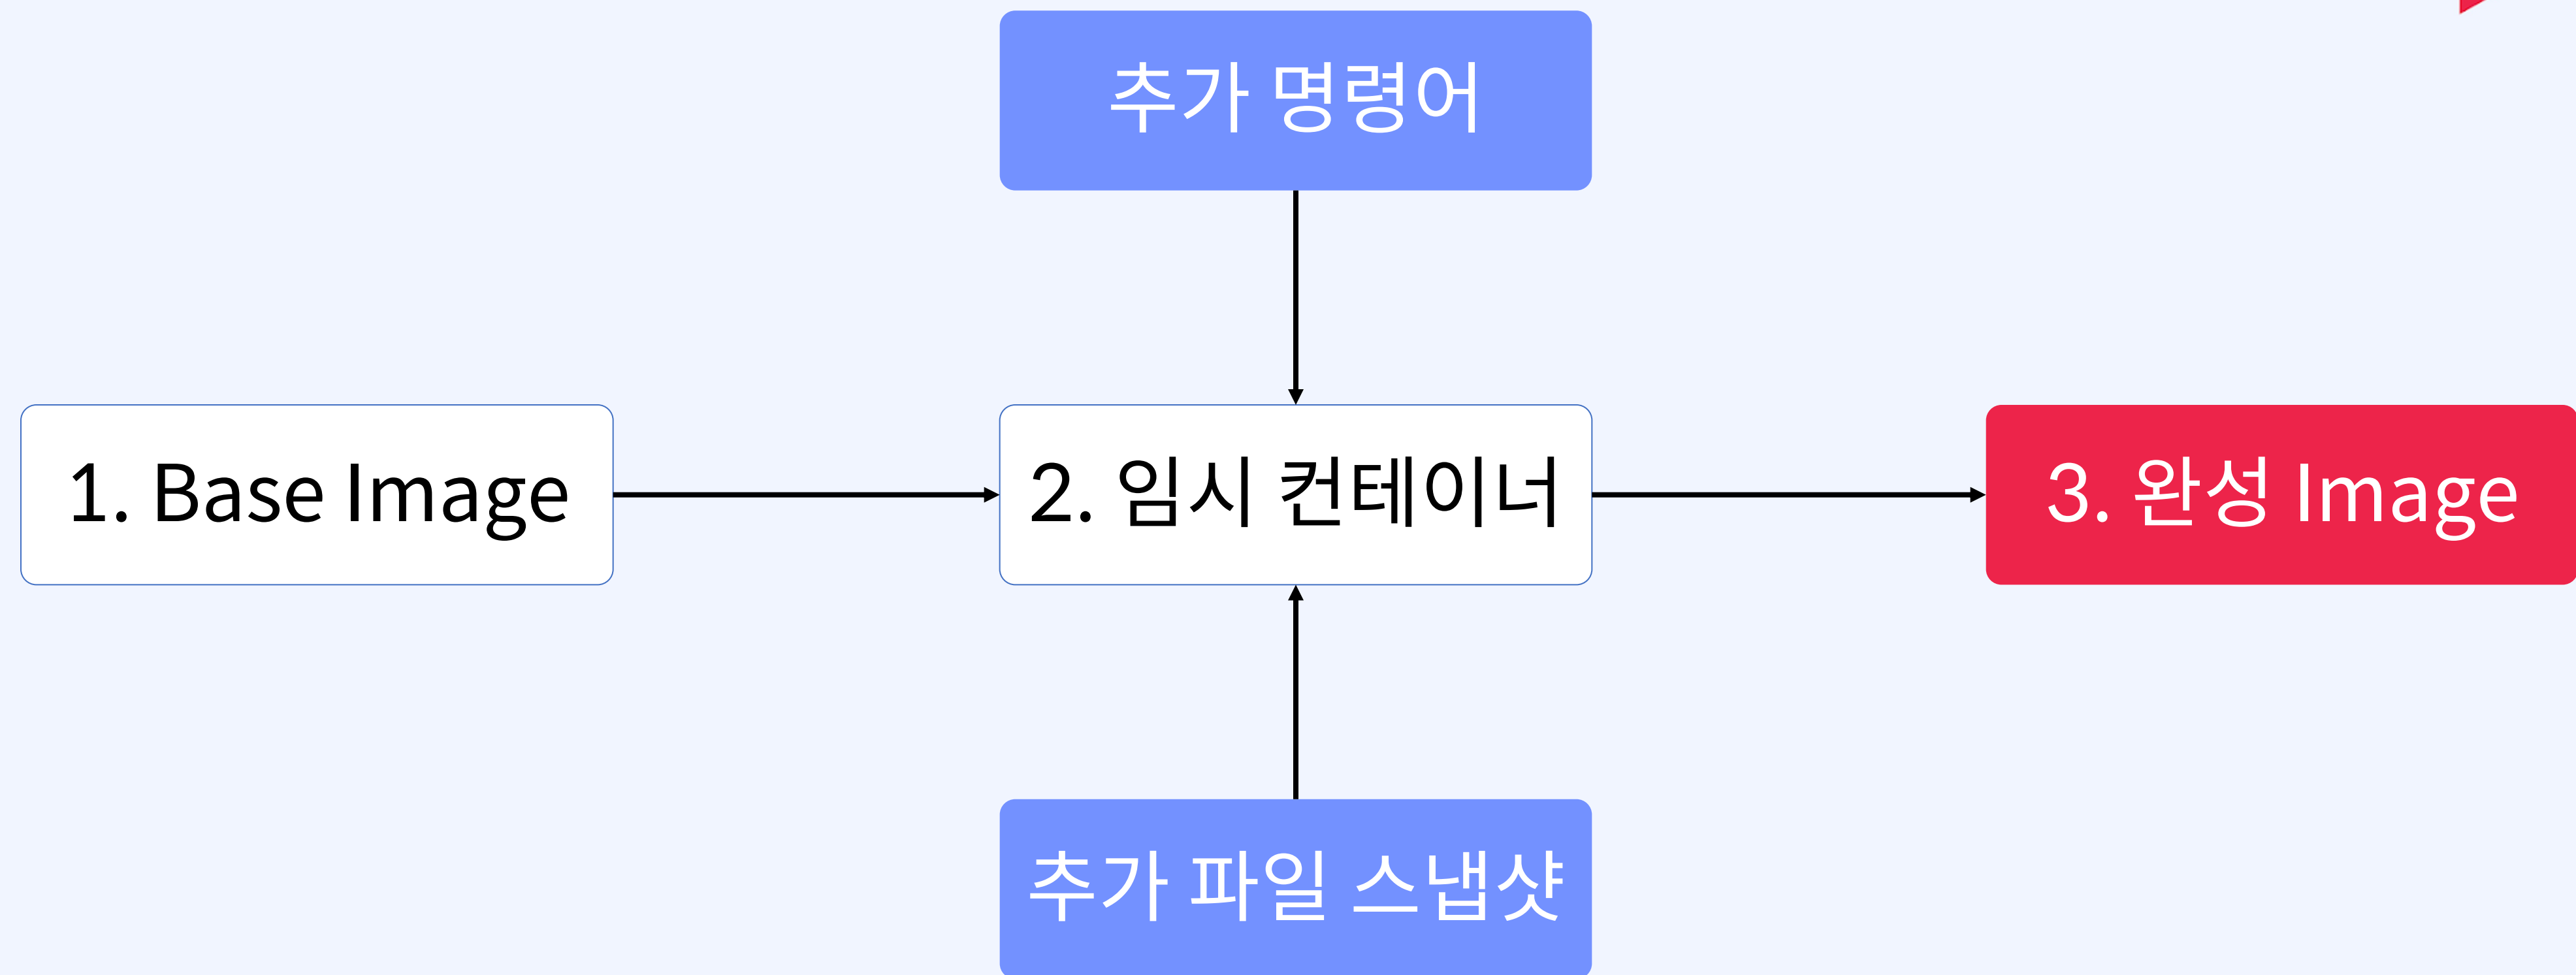 추가 명령어
1. Base Image
2. 임시 컨테이너
3. 완성 Image
추가 파일 스냅샷